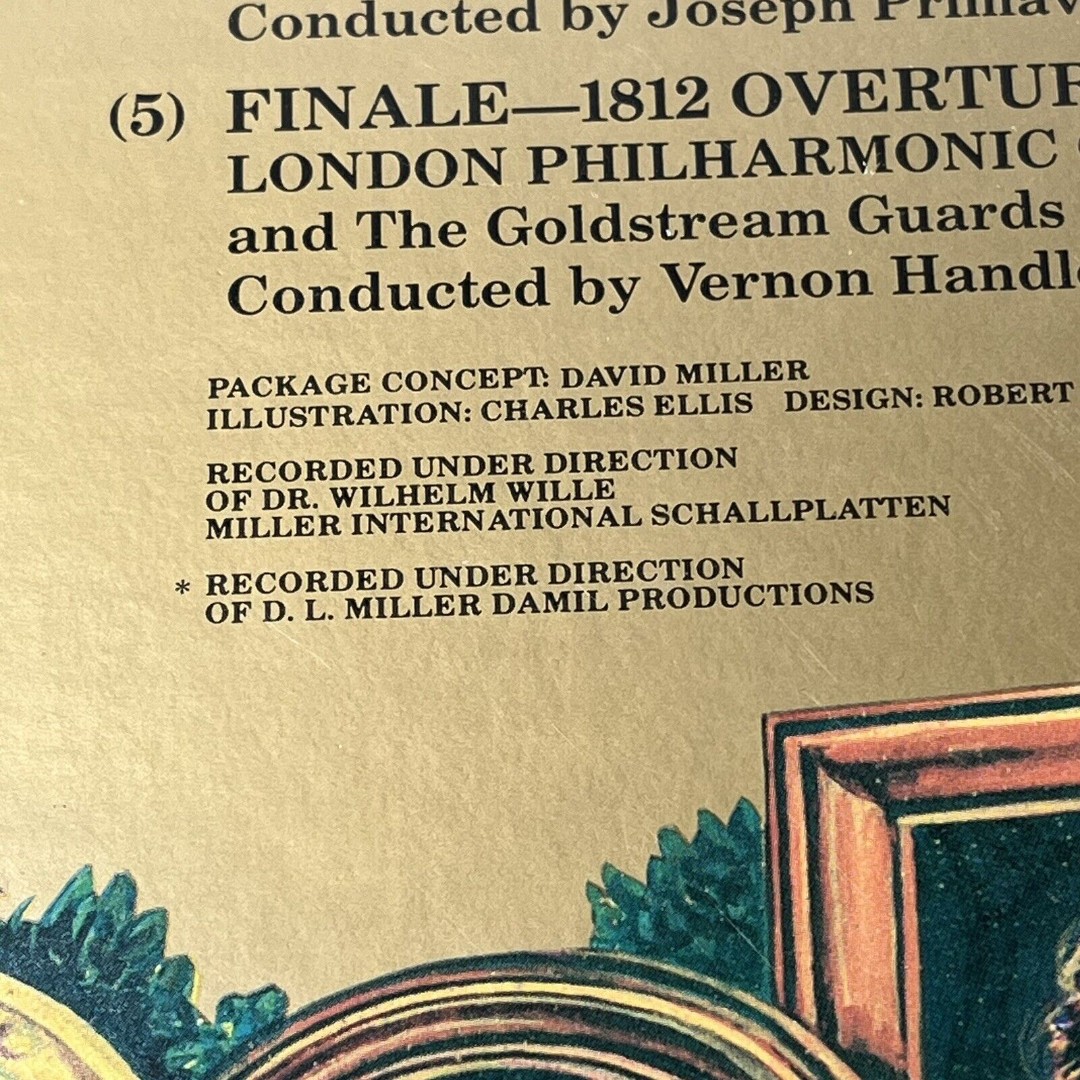 Conducted by Joseph
(5) FINALE—1812
LONDON PHILHARMONIC
and The Goldstream Guards
Conducted by Vernon
PACKAGE CONCEPT: DAVID MILLER
ILLUSTRATION: CHARLES ELLIS DESIGN: ROBERT
RECORDED UNDER DIRECTION
OF DR. WILHELM WILLE
MILLER INTERNATIONAL SCHALLPLATTEN
* RECORDED UNDER DIRECTION
OF D. L. MILLER DAMIL PRODUCTIONS